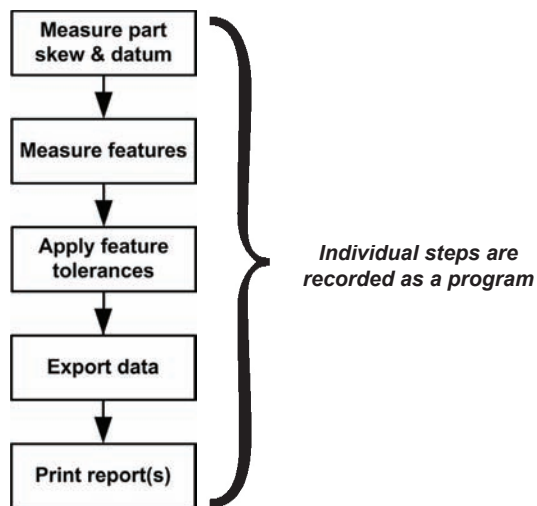 Measure part
skew & datum
Measure features
Apply feature
tolerances
Export data
Print report(s)
Individual steps are
recorded as a program